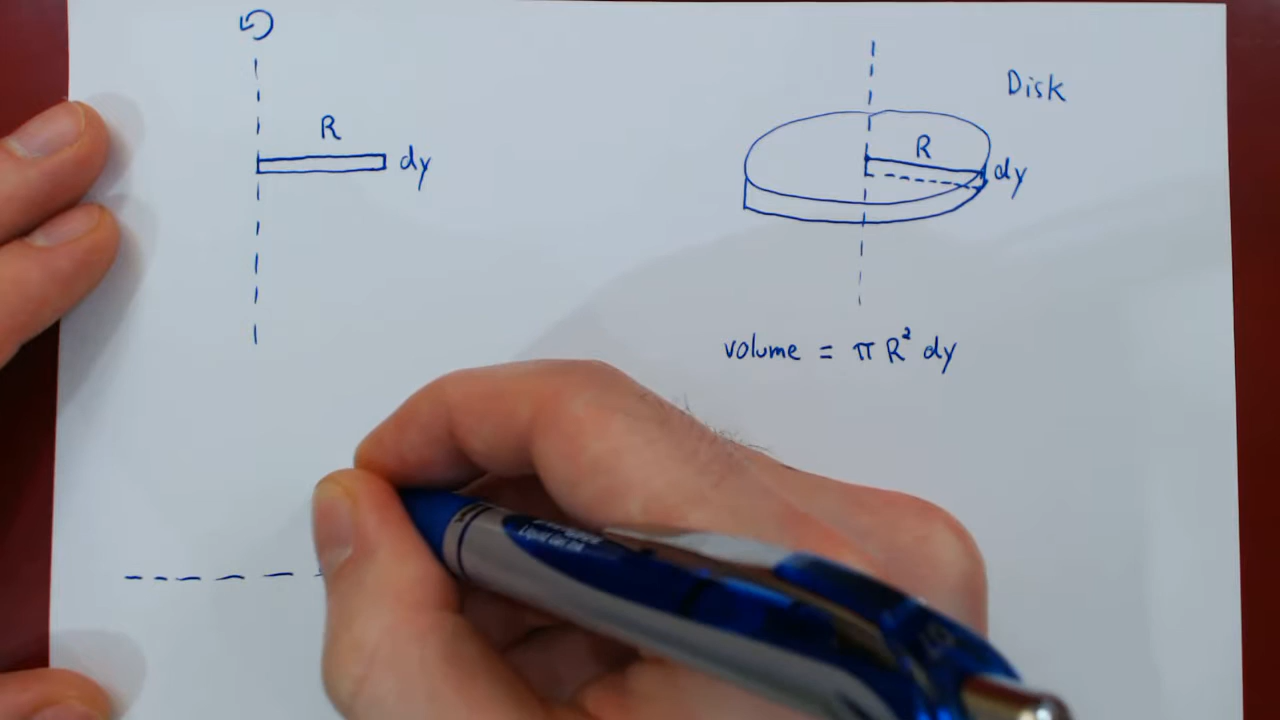 R
dy
Disk
R
dy
volume = π R² dy